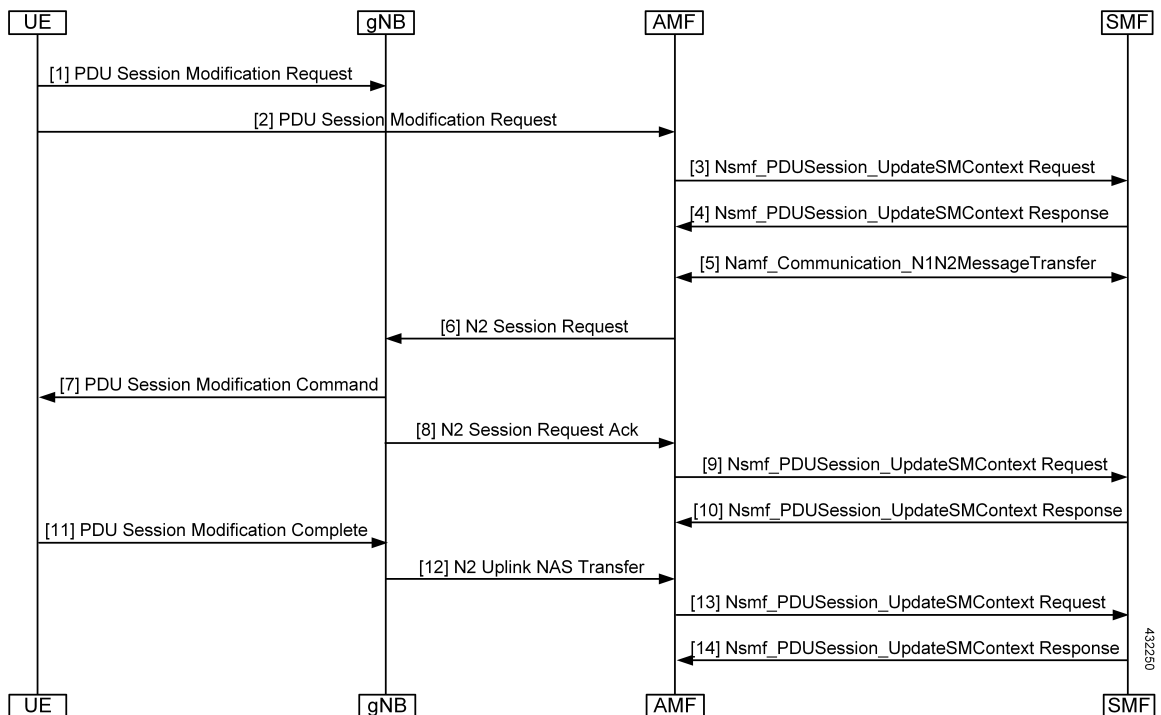 UE gNB AMF SMF
[1] PDU Session Modification Request
[2] PDU Session Modification Request
[3] Nsmf_PDUSession_UpdateSMContext Request
[4] Nsmf_PDUSession_UpdateSMContext Response
[5] Namf_Communication_N1N2MessageTransfer
[6] N2 Session Request
[7] PDU Session Modification Command
[8] N2 Session Request Ack
[9] Nsmf_PDUSession_UpdateSMContext Request
[10] Nsmf_PDUSession_UpdateSMContext Response
[11] PDU Session Modification Complete
[12] N2 Uplink NAS Transfer
[13] Nsmf_PDUSession_UpdateSMContext Request
[14] Nsmf_PDUSession_UpdateSMContext Response
432250
UE gNB AMF SMF